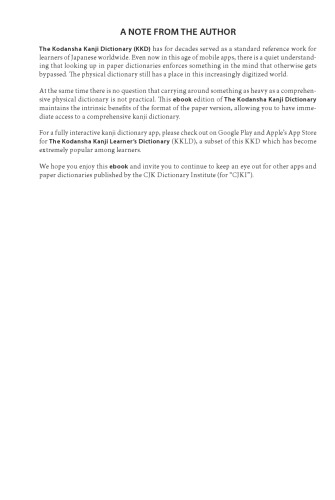 A NOTE FROM THE AUTHOR
The Kodansha Kanji Dictionary (KKD) has for decades served as a standard reference work for
learners of Japanese worldwide. Even now in this age of mobile apps, there is a quiet understand-
ing that looking up in paper dictionaries enforces something in the mind that otherwise gets
bypassed. The physical dictionary still has a place in this increasingly digitized world.
At the same time there is no question that carrying around something as heavy as a comprehen-
sive physical dictionary is not practical. This ebook edition of The Kodansha Kanji Dictionary
maintains the intrinsic benefits of the format of the paper version, allowing you to have imme-
diate access to a comprehensive kanji dictionary.
For a fully interactive kanji dictionary app, please check out on Google Play and Apple's App Store
for The Kodansha Kanji Learner's Dictionary (KKLD), a subset of this KKD which has become
extremely popular among learners.
We hope you enjoy this ebook and invite you to continue to keep an eye out for other apps and
paper dictionaries published by the CJK Dictionary Institute (for "CJKI").